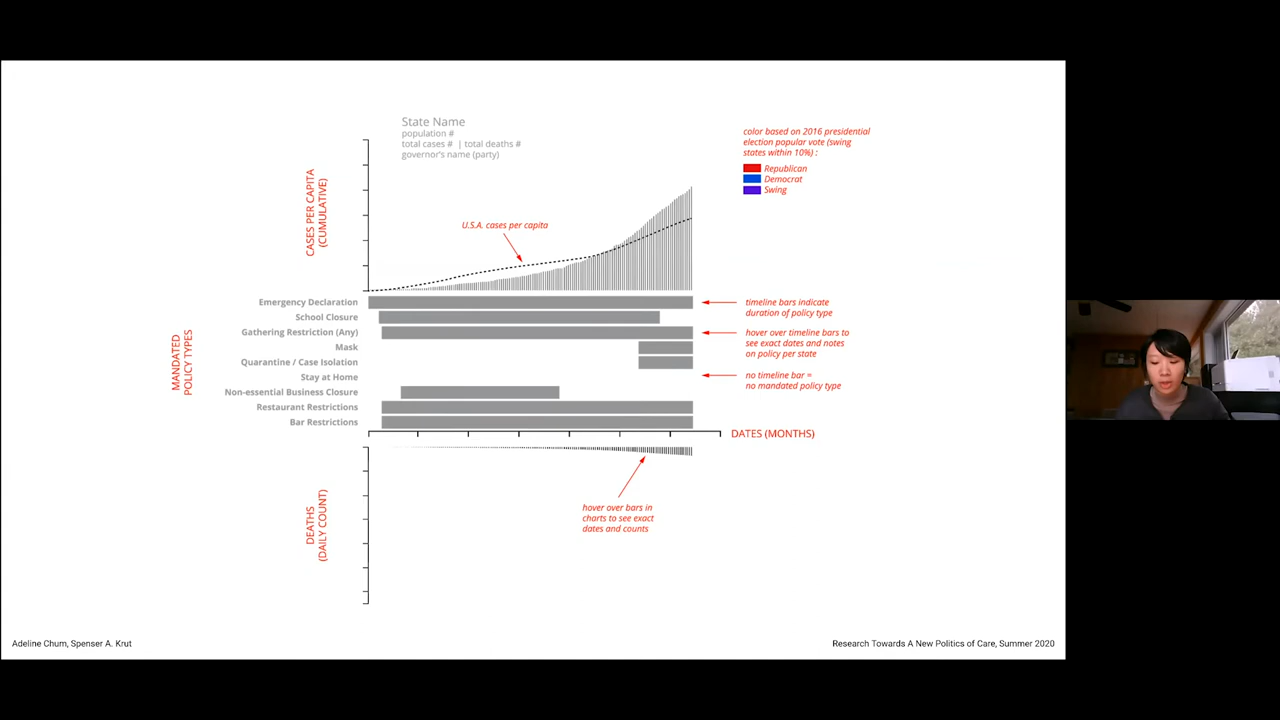 State Name
population #
total cases # | total deaths #
governor's name (party)
color based on 2016 presidential
election popular vote (swing
states within 10%) :
Republican
Democrat
Swing
CASES PER CAPITA
(CUMULATIVE)
U.S.A. cases per capita
MANDATED
POLICY TYPES
Emergency Declaration
School Closure
Gathering Restriction (Any)
Mask
Quarantine / Case Isolation
Stay at Home
Non-essential Business Closure
Restaurant Restrictions
Bar Restrictions
timeline bars indicate
duration of policy type
hover over timeline bars to
see exact dates and notes
on policy per state
no timeline bar =
no mandated policy type
DATES (MONTHS)
DEATHS
(DAILY COUNT)
hover over bars in
charts to see exact
dates and counts
Adeline Chum, Spenser A. Krut
Research Towards A New Politics of Care, Summer 2020